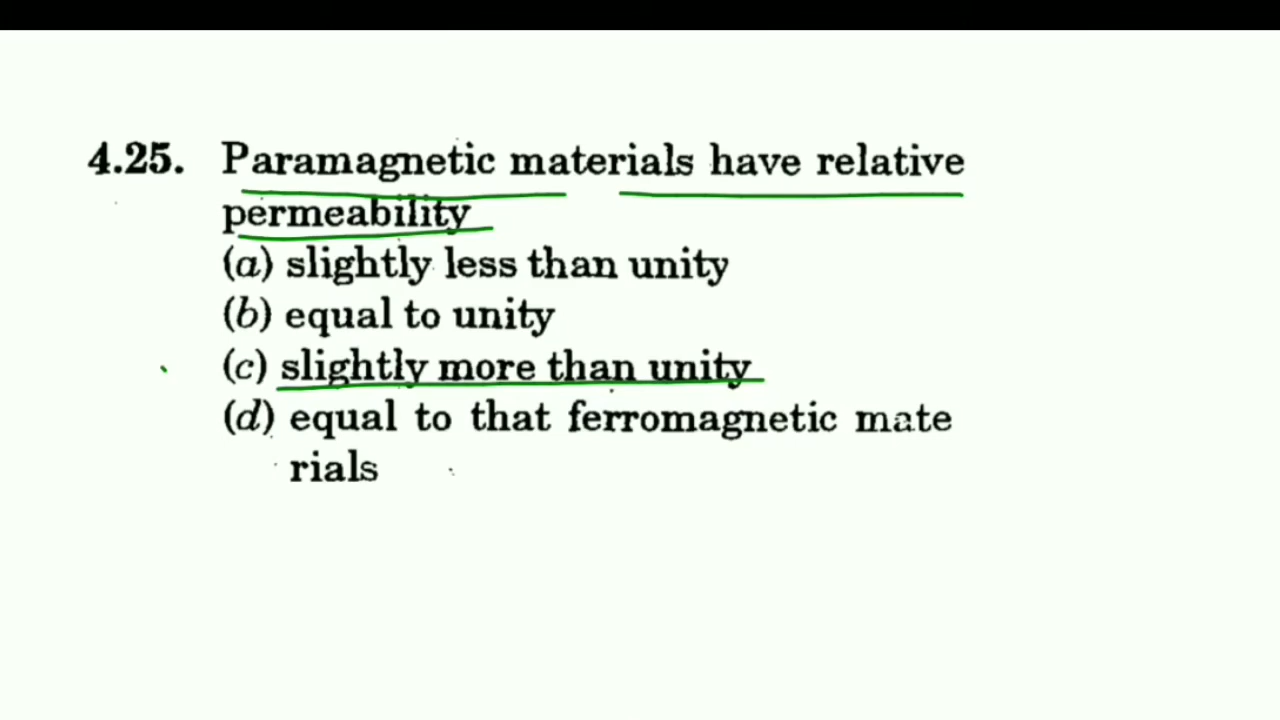 4.25. Paramagnetic materials have relative
permeability
(a) slightly less than unity
(b) equal to unity
(c) slightly more than unity
(d) equal to that ferromagnetic mate
rials